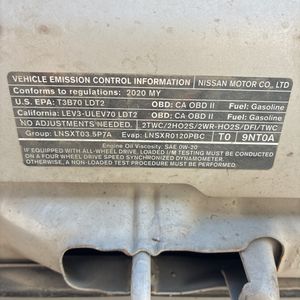 VEHICLE EMISSION CONTROL INFORMATION NISSAN MOTOR CO., LTD
Conforms to regulations: 2020 MY
U.S. EPA: T3B70 LDT2 OBD: CA OBD II Fuel: Gasoline
California: LEV3-ULEV70 LDT2 OBD: CA OBD II Fuel: Gasoline
NO ADJUSTMENTS NEEDED. 2TWC/2HO2S/2WR-HO2S/DFI/TWC
Group: LNSXT03.5P7A Evap: LNSXR0120PBC T0 9NT0A
Engine Oil Viscosity: SAE 0W-20
IF EQUIPPED WITH ALL-WHEEL DRIVE, LOADED I/M TESTING MUST BE CONDUCTED
ON A FOUR WHEEL SPEED SYNCHRONIZED DYNAMOMETER.
OTHERWISE, A NON-LOADED TEST PROCEDURE MUST BE USED.